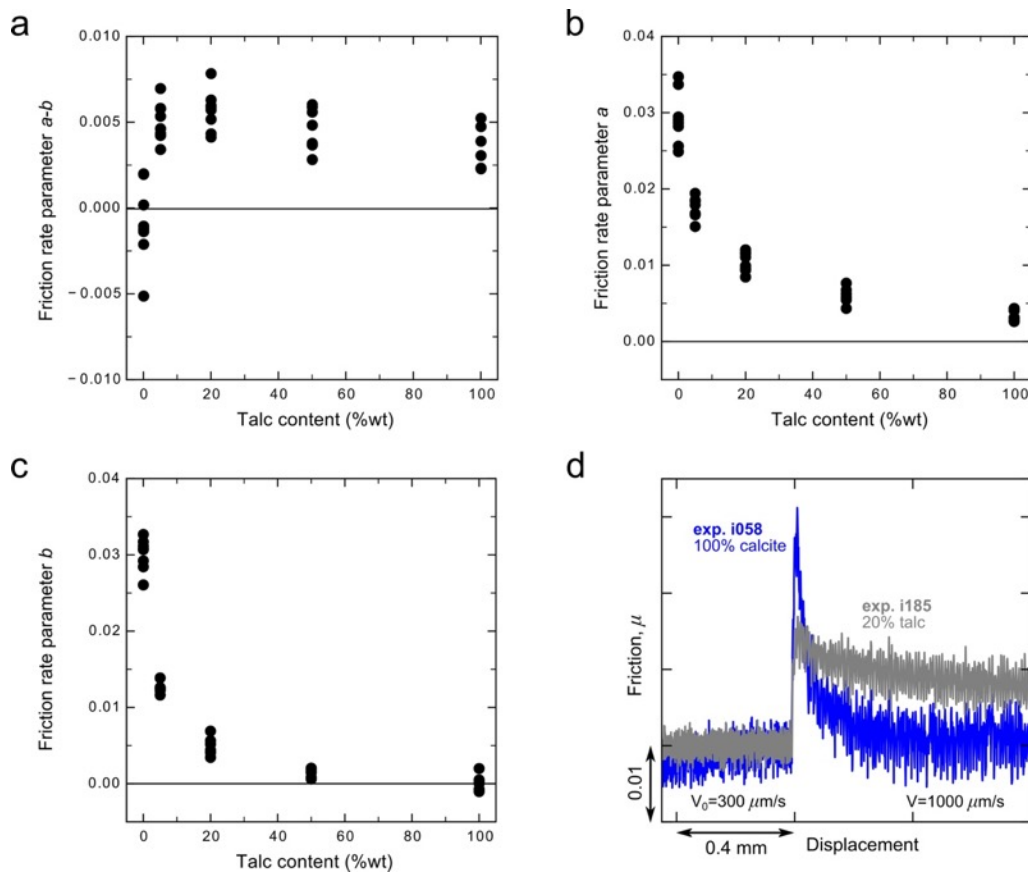 a
0.010
0.005
0.000
−0.005
−0.010
Friction rate parameter a-b
0 20 40 60 80 100
Talc content (%wt)
b
0.04
0.03
0.02
0.01
0.00
Friction rate parameter a
0 20 40 60 80 100
Talc content (%wt)
c
0.04
0.03
0.02
0.01
0.00
Friction rate parameter b
0 20 40 60 80 100
Talc content (%wt)
d
exp. i058
100% calcite
exp. i185
20% talc
Friction, μ
0.01
V₀=300 μm/s
V=1000 μm/s
0.4 mm
Displacement